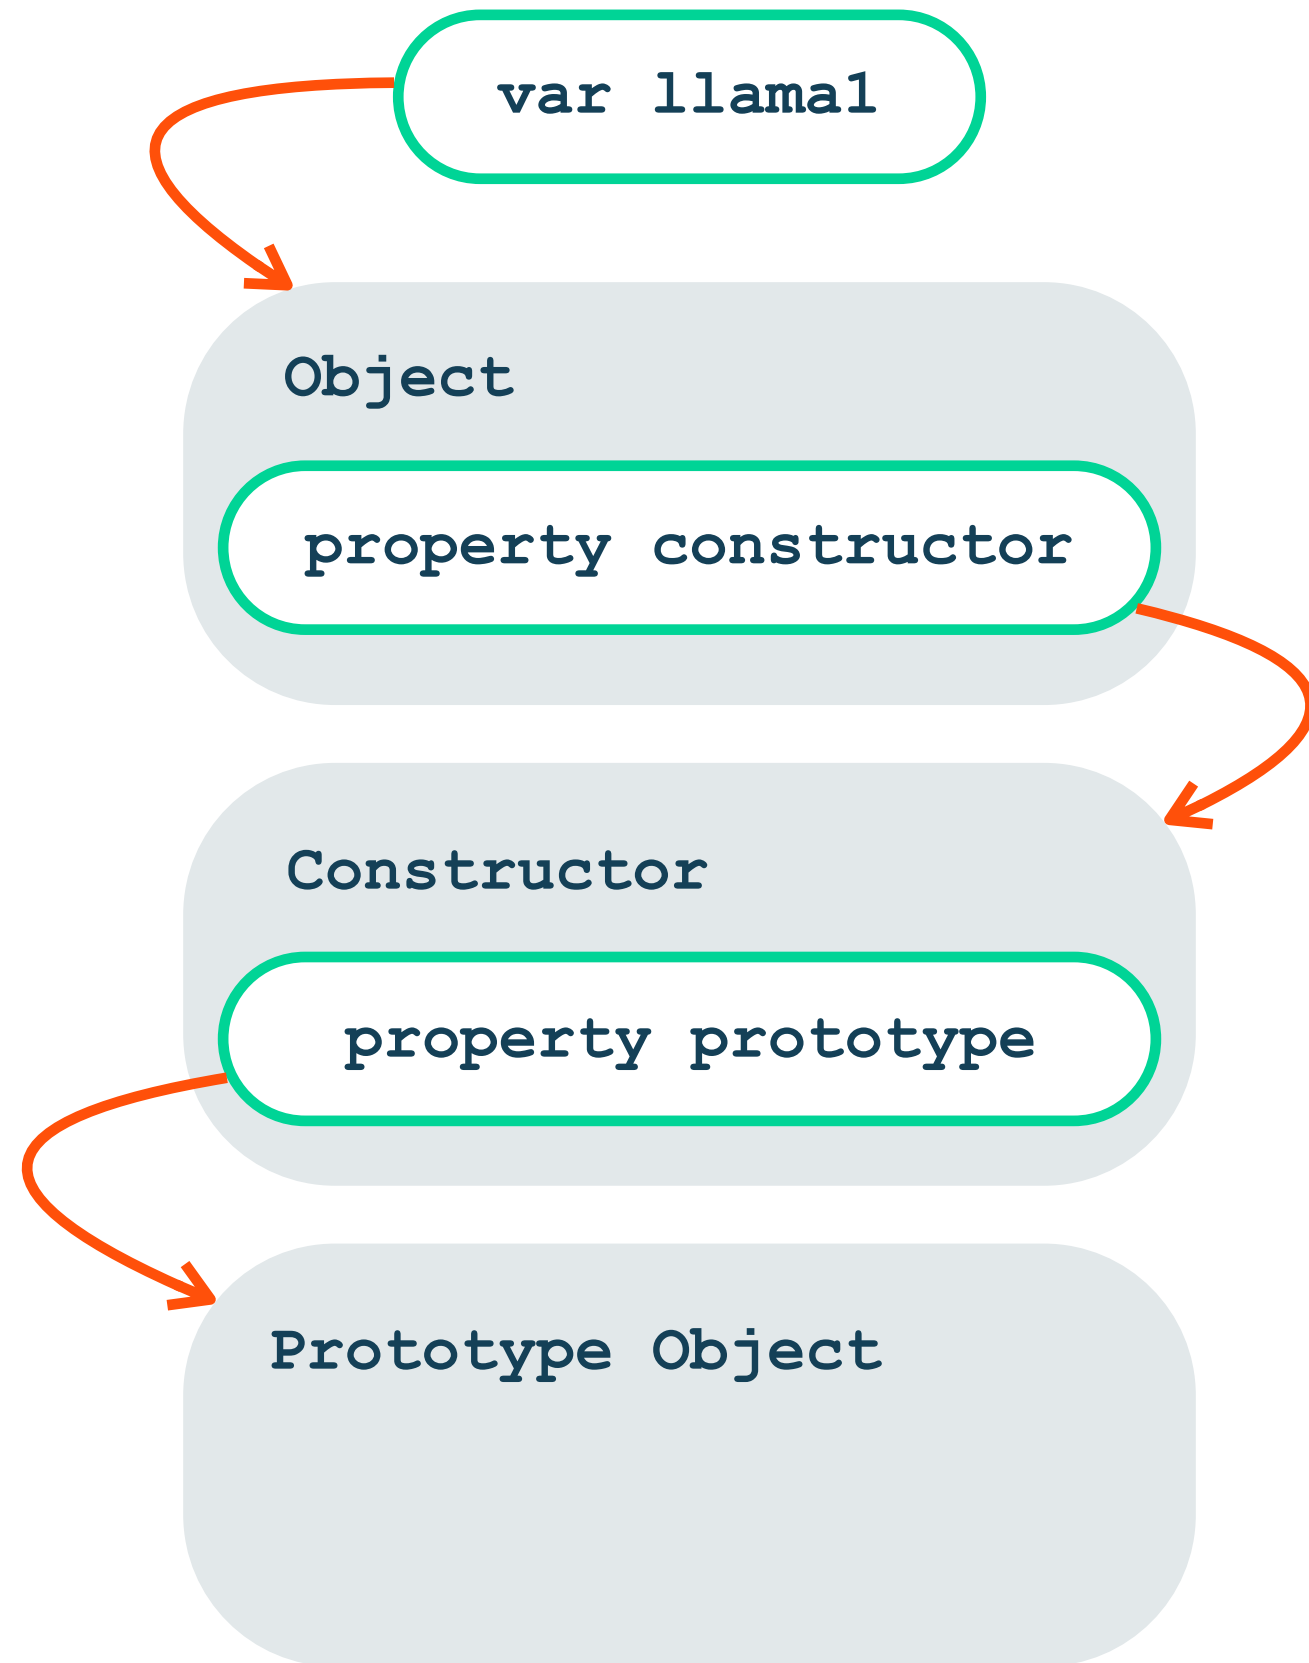 var llama1
Object
property constructor
Constructor
property prototype
Prototype Object